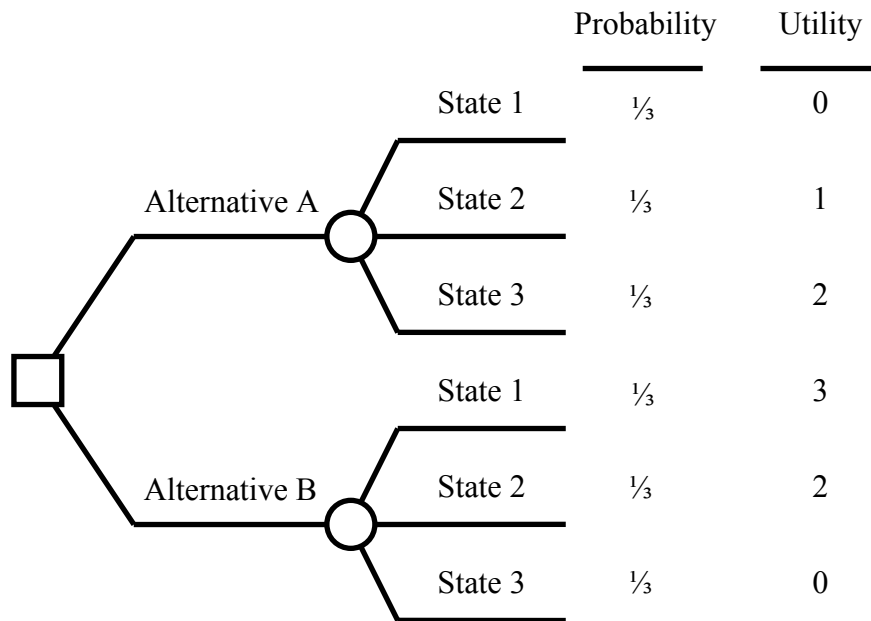 Probability Utility
State 1 ⅓ 0
Alternative A State 2 ⅓ 1
State 3 ⅓ 2
State 1 ⅓ 3
Alternative B State 2 ⅓ 2
State 3 ⅓ 0